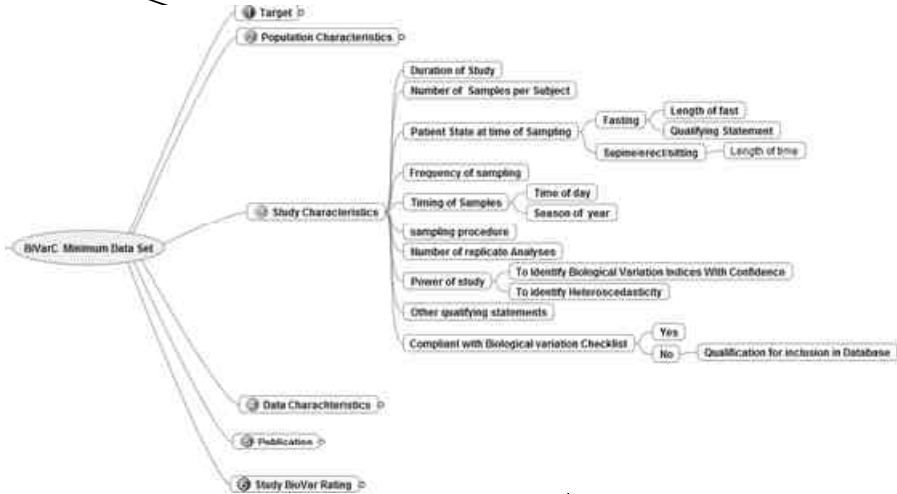 Target
Population Characteristics
Duration of Study
Number of Samples per Subject
Patient State at time of Sampling
Fasting
Length of fast
Qualifying Statement
Length of time
Frequency of sampling
Study Characteristics
Timing of Samples
Time of day
Season of year
sampling procedure
BIVarC Minimum Data Set
Number of replicate Analyses
Power of study
To Identify Biological Variation Indices With Confidence
To Identify Heteroscedasticity
Other qualifying statements
Compliant with Biological variation Checklist
Yes
No
Qualification for inclusion in Database
Data Charachteristics
Publication
Study BioVar Rating